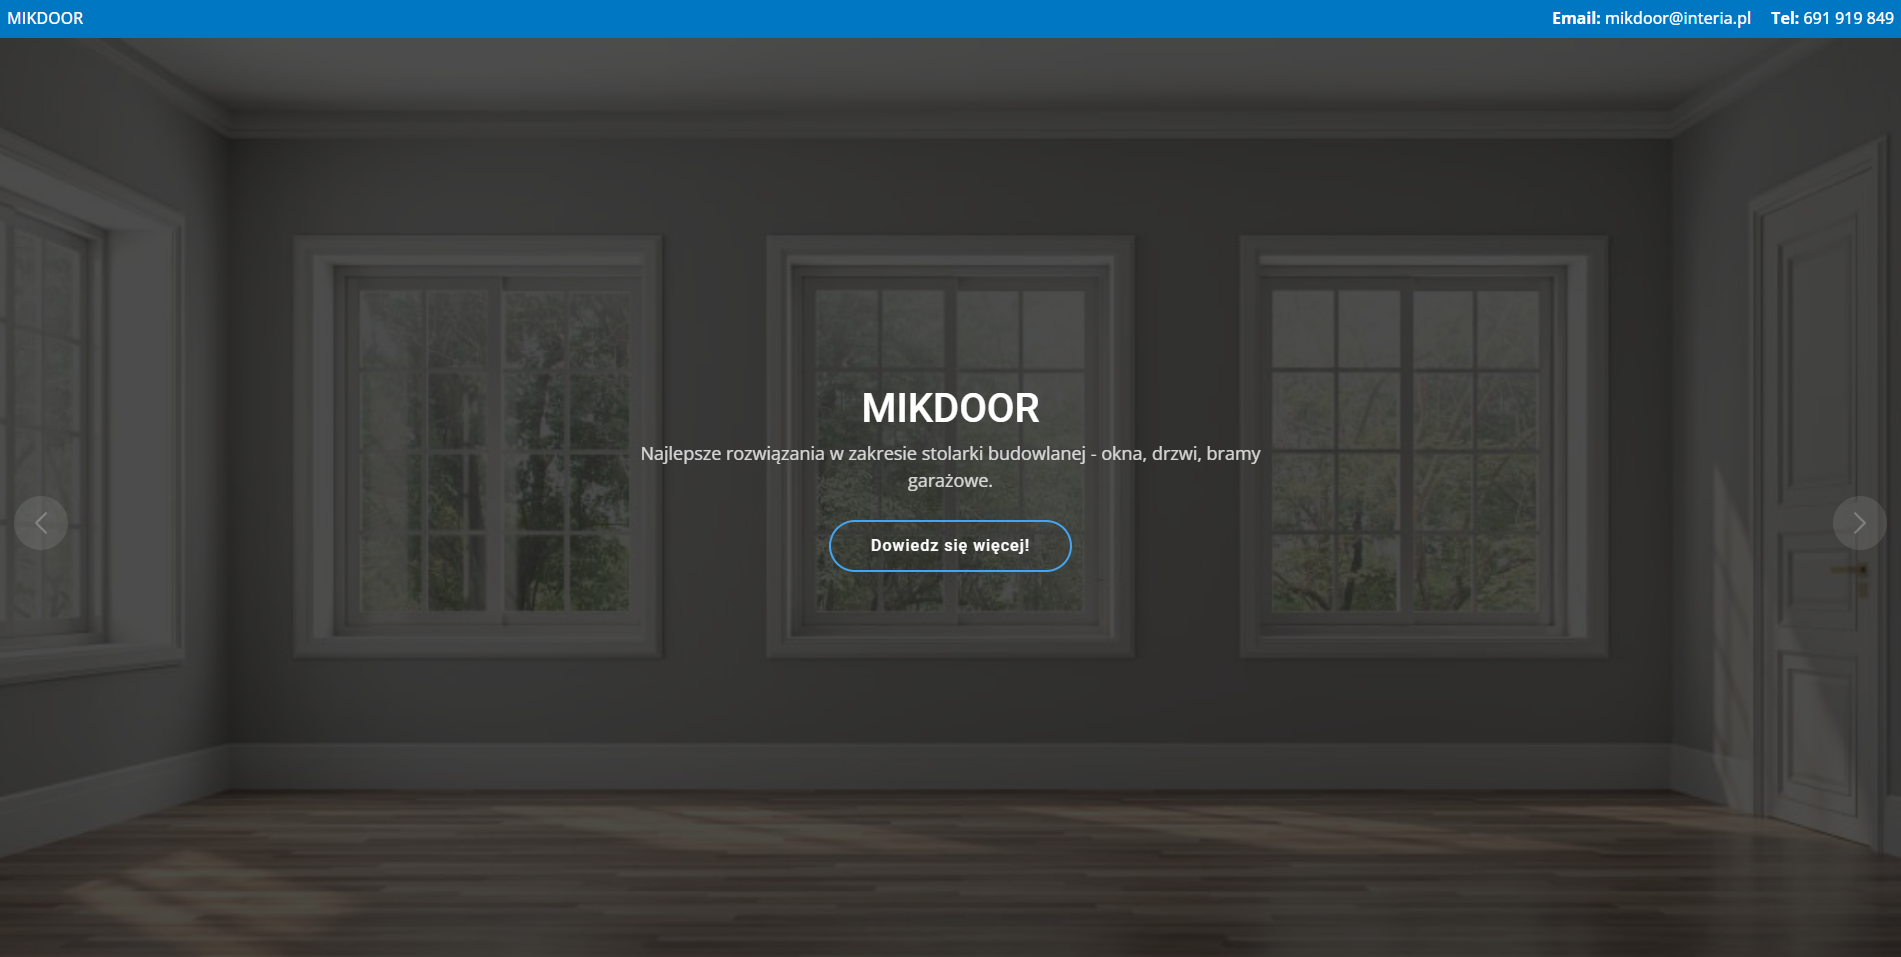 MIKDOOR
Email: mikdoor@interia.pl Tel: 691 919 849
MIKDOOR
Najlepsze rozwiązania w zakresie stolarki budowlanej - okna, drzwi, bramy
garażowe.
Dowiedz się więcej!